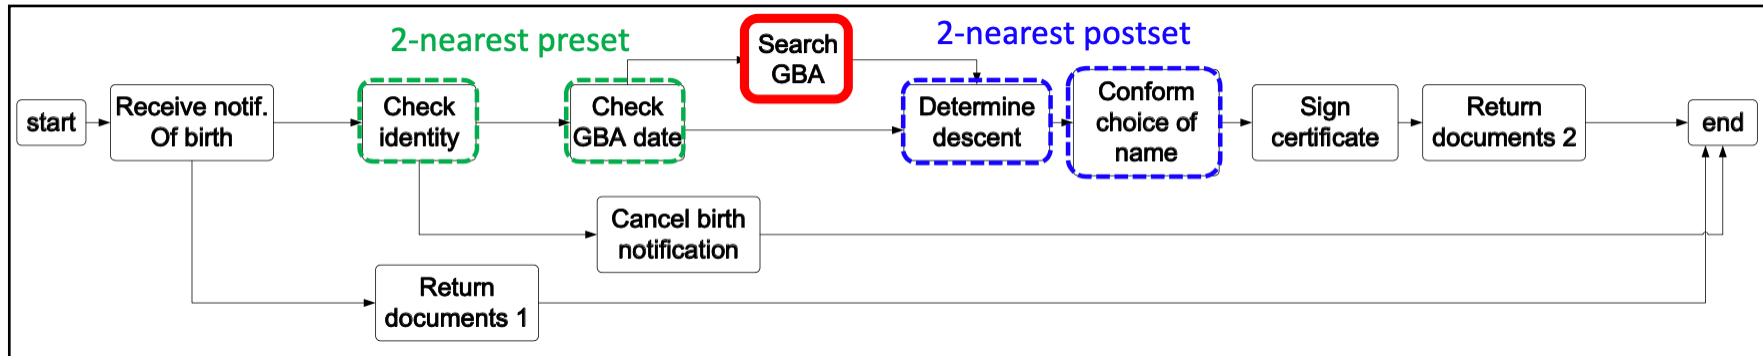 2-nearest preset
Search
GBA
2-nearest postset
start
Receive notif.
Of birth
Check
identity
Check
GBA date
Determine
descent
Conform
choice of
name
Sign
certificate
Return
documents 2
end
Cancel birth
notification
Return
documents 1